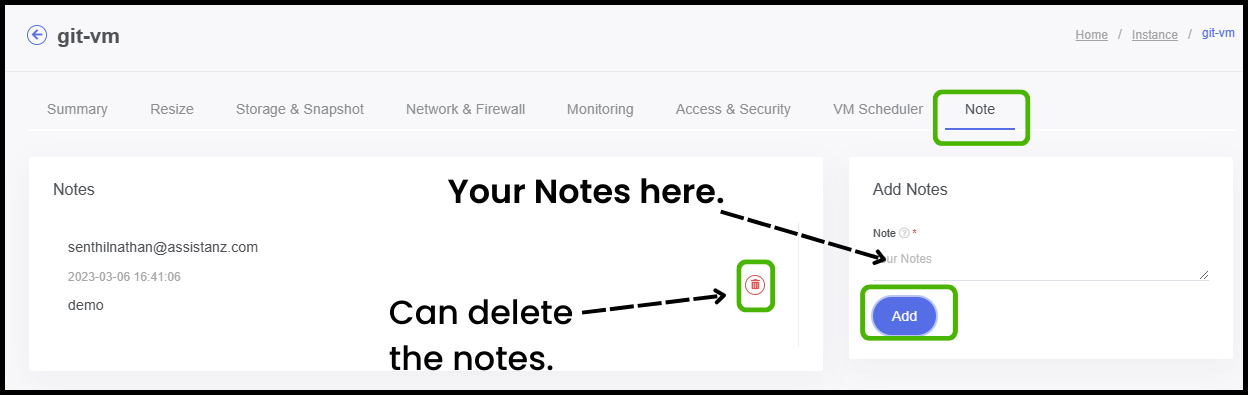 git-vm
Home / Instance / git-vm
Summary Resize Storage & Snapshot Network & Firewall Monitoring Access & Security VM Scheduler Note
Notes
senthilnathan@assistanz.com
2023-03-06 16:41:06
demo
Your Notes here.
Can delete
the notes.
Add Notes
Note ? *
ur Notes
Add